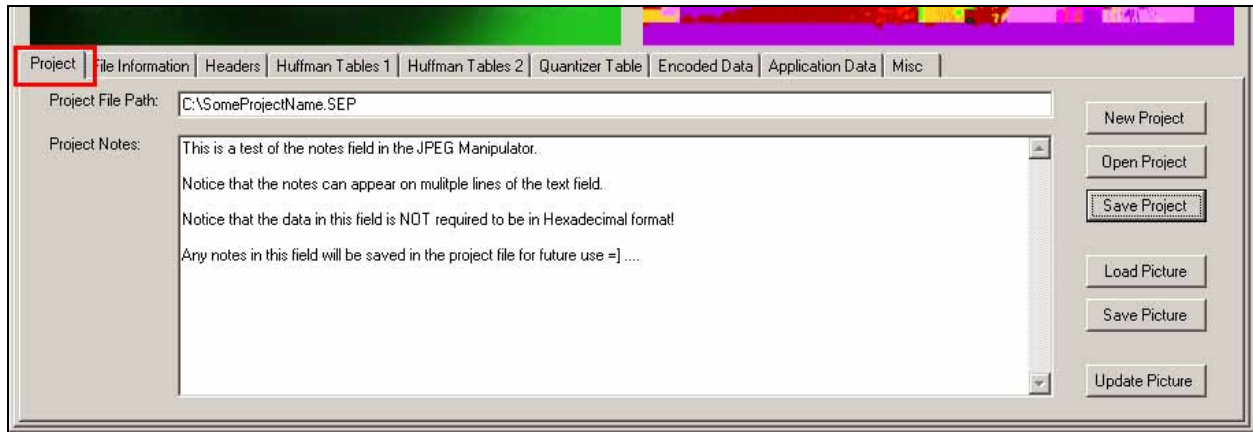 Project File Information Headers Huffman Tables 1 Huffman Tables 2 Quantizer Table Encoded Data Application Data Misc
Project File Path: C:\SomeProjectName.SEP
New Project
Project Notes: This is a test of the notes field in the JPEG Manipulator.
Open Project
Notice that the notes can appear on mulitple lines of the text field.
Save Project
Notice that the data in this field is NOT required to be in Hexadecimal format!
Any notes in this field will be saved in the project file for future use =] ....
Load Picture
Save Picture
Update Picture